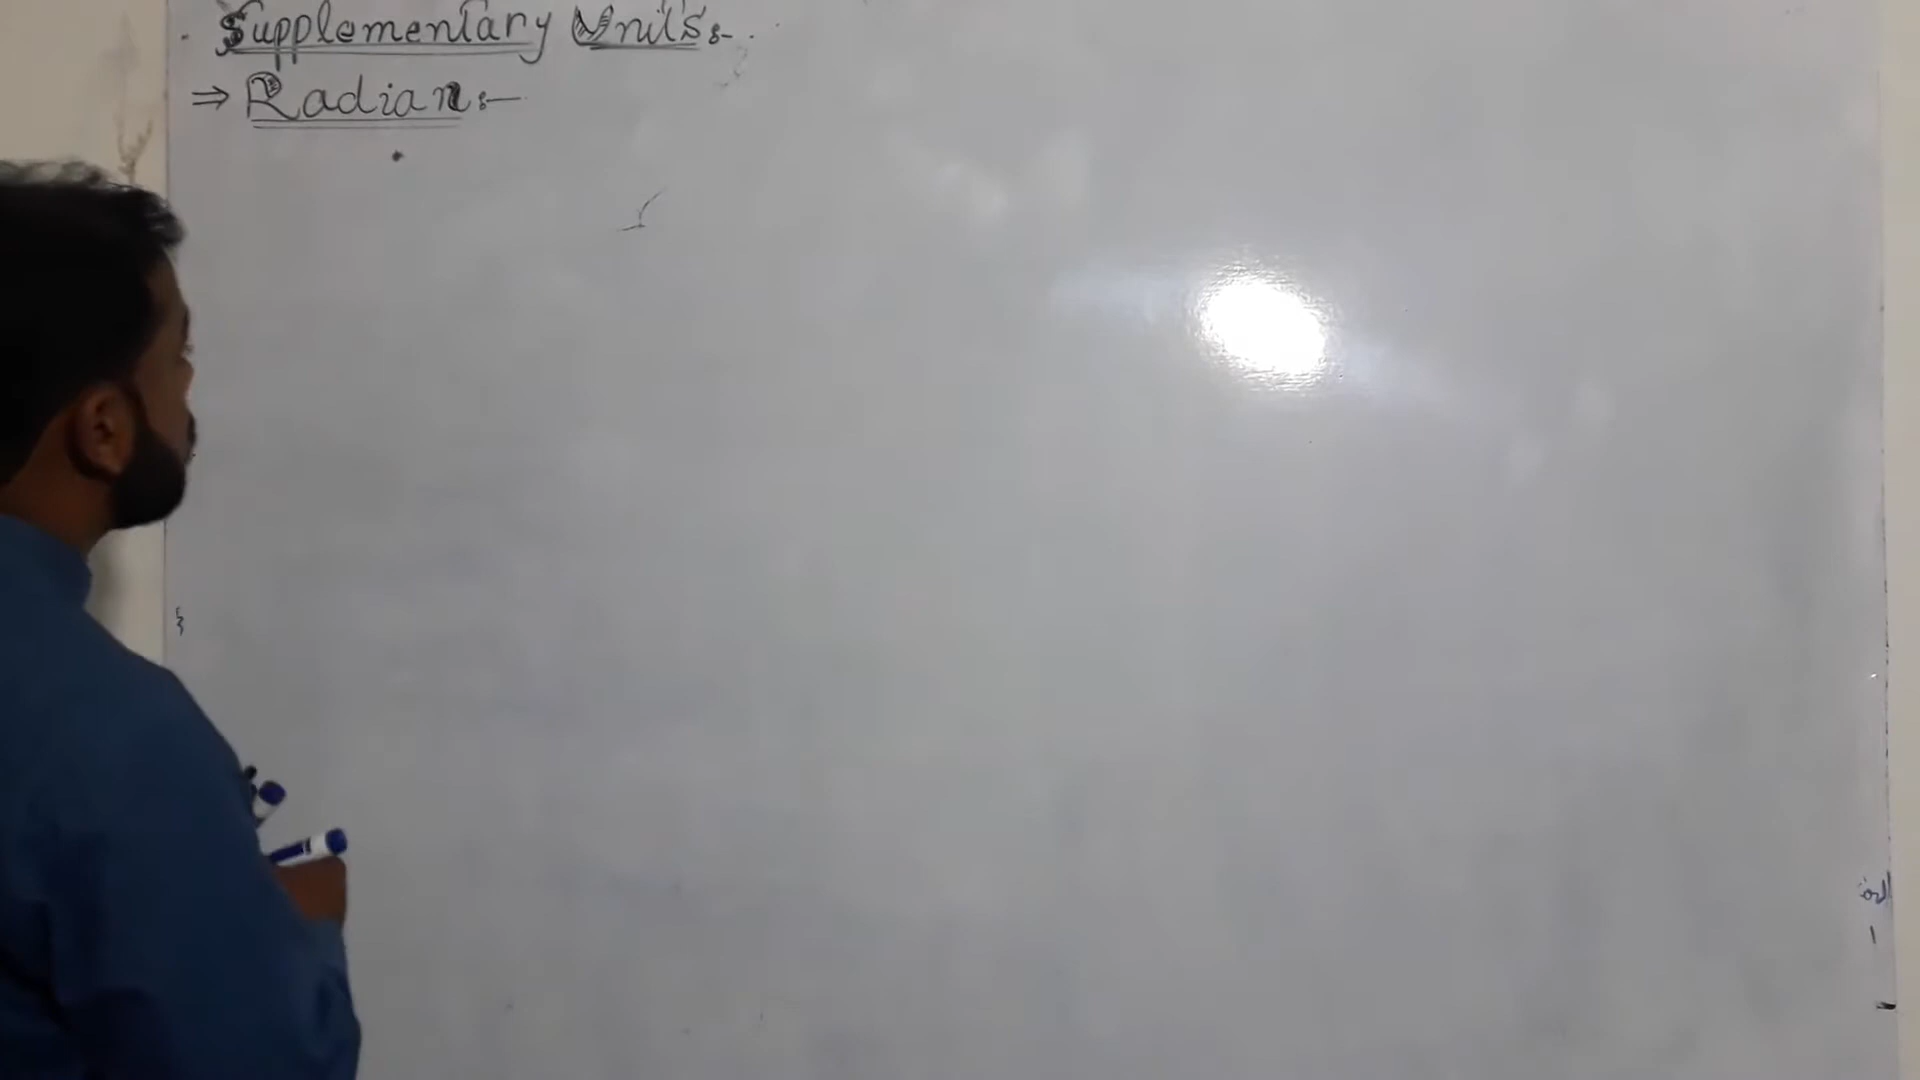 Supplementary Units:-
⇒ Radian:-